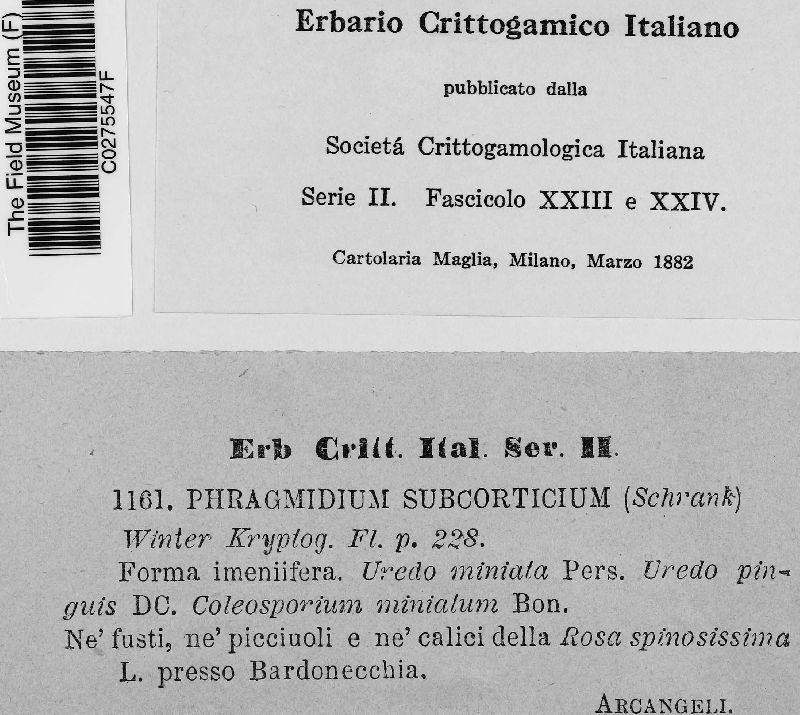 The Field Museum (F)
C0275547F
Erbario Crittogamico Italiano
pubblicato dalla
Societá Crittogamologica Italiana
Serie II. Fascicolo XXIII e XXIV.
Cartolaria Maglia, Milano, Marzo 1882
Erb Critt. Ital. Ser. II.
1161. PHRAGMIDIUM SUBCORTICIUM (Schrank)
Winter Kryptog. Fl. p. 228.
Forma imeniifera. Uredo miniata Pers. Uredo pin-
guis DC. Coleosporium miniatum Bon.
Ne' fusti, ne' picciuoli e ne' calici della Rosa spinosissima
L. presso Bardonecchia.
ARCANGELI.